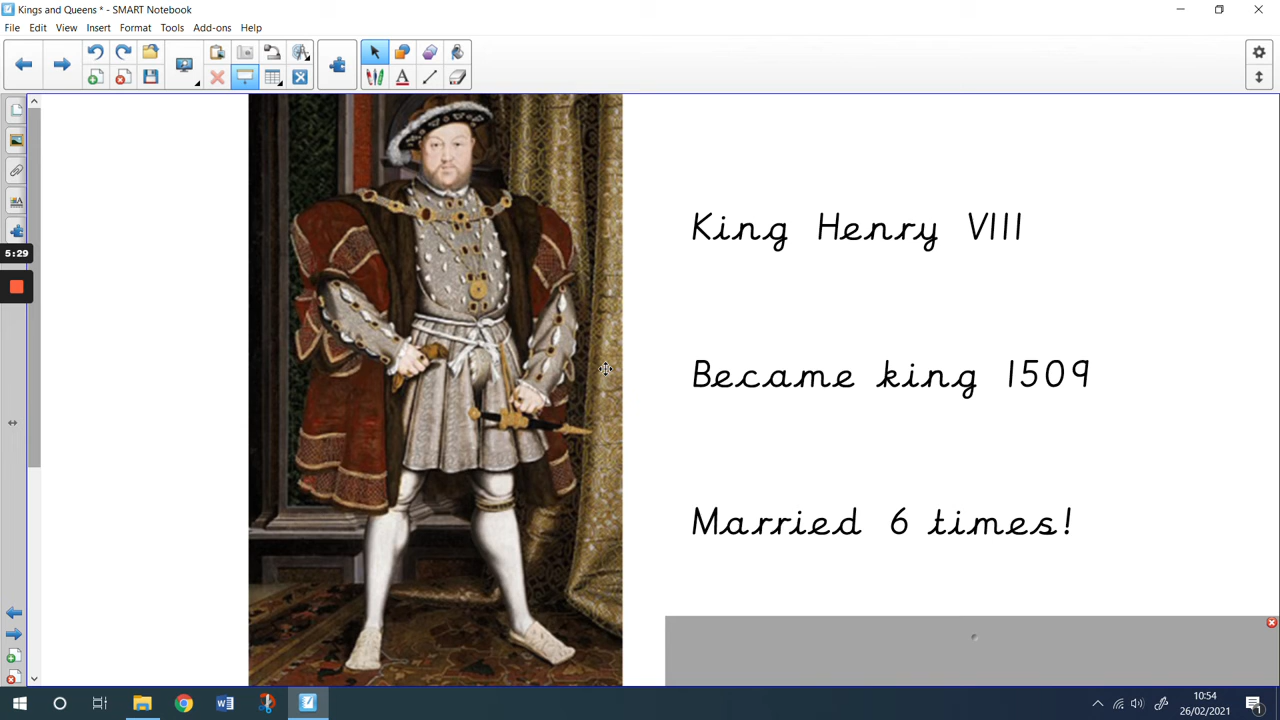 Kings and Queens * - SMART Notebook
File Edit View Insert Format Tools Add-ons Help
5:29
King Henry VIII
Became king 1509
Married 6 times!
10:54
26/02/2021
1